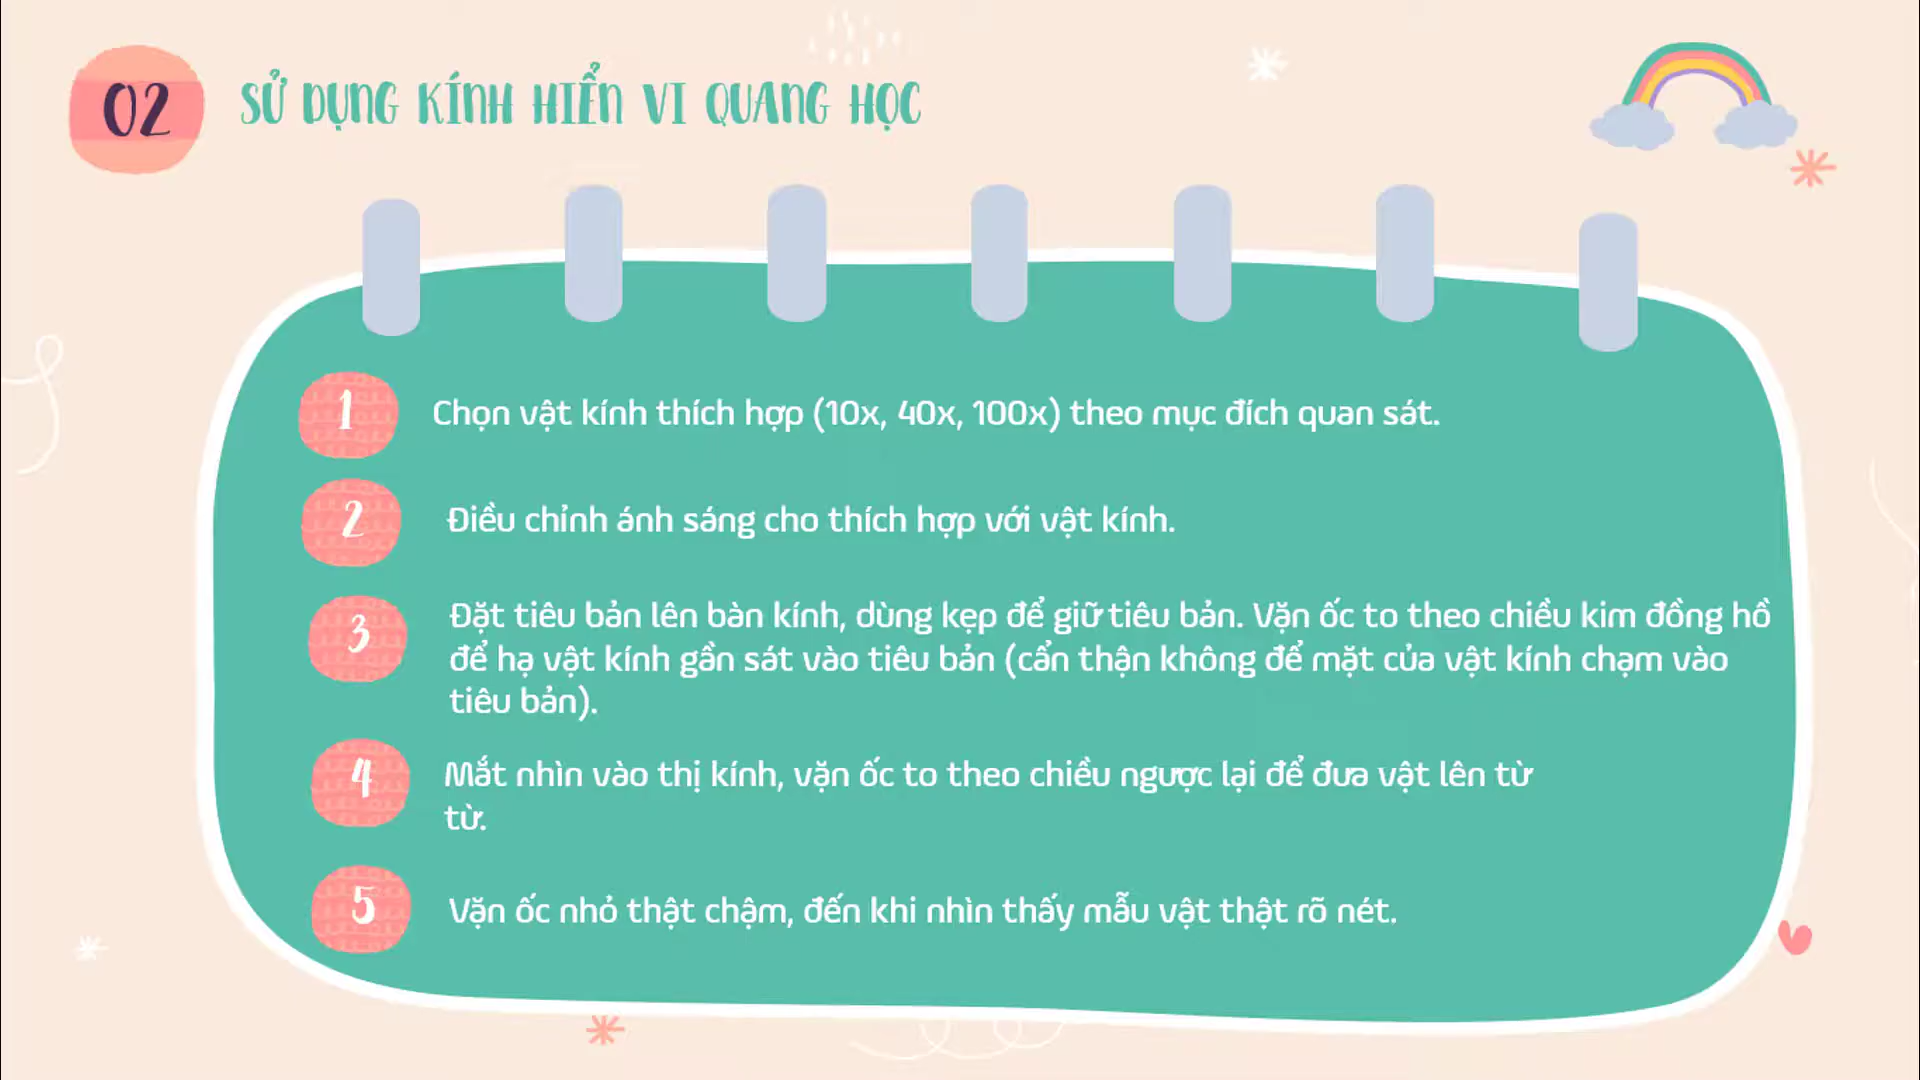 02
SỬ DỤNG KÍNH HIỂN VI QUANG HỌC
1
Chọn vật kính thích hợp (10x, 40x, 100x) theo mục đích quan sát.
2
Điều chỉnh ánh sáng cho thích hợp với vật kính.
3
Đặt tiêu bản lên bàn kính, dùng kẹp để giữ tiêu bản. Vặn ốc to theo chiều kim đồng hồ
để hạ vật kính gần sát vào tiêu bản (cẩn thận không để mặt của vật kính chạm vào
tiêu bản).
4
Mắt nhìn vào thị kính, vặn ốc to theo chiều ngược lại để đưa vật lên từ
từ.
5
Vặn ốc nhỏ thật chậm, đến khi nhìn thấy mẫu vật thật rõ nét.